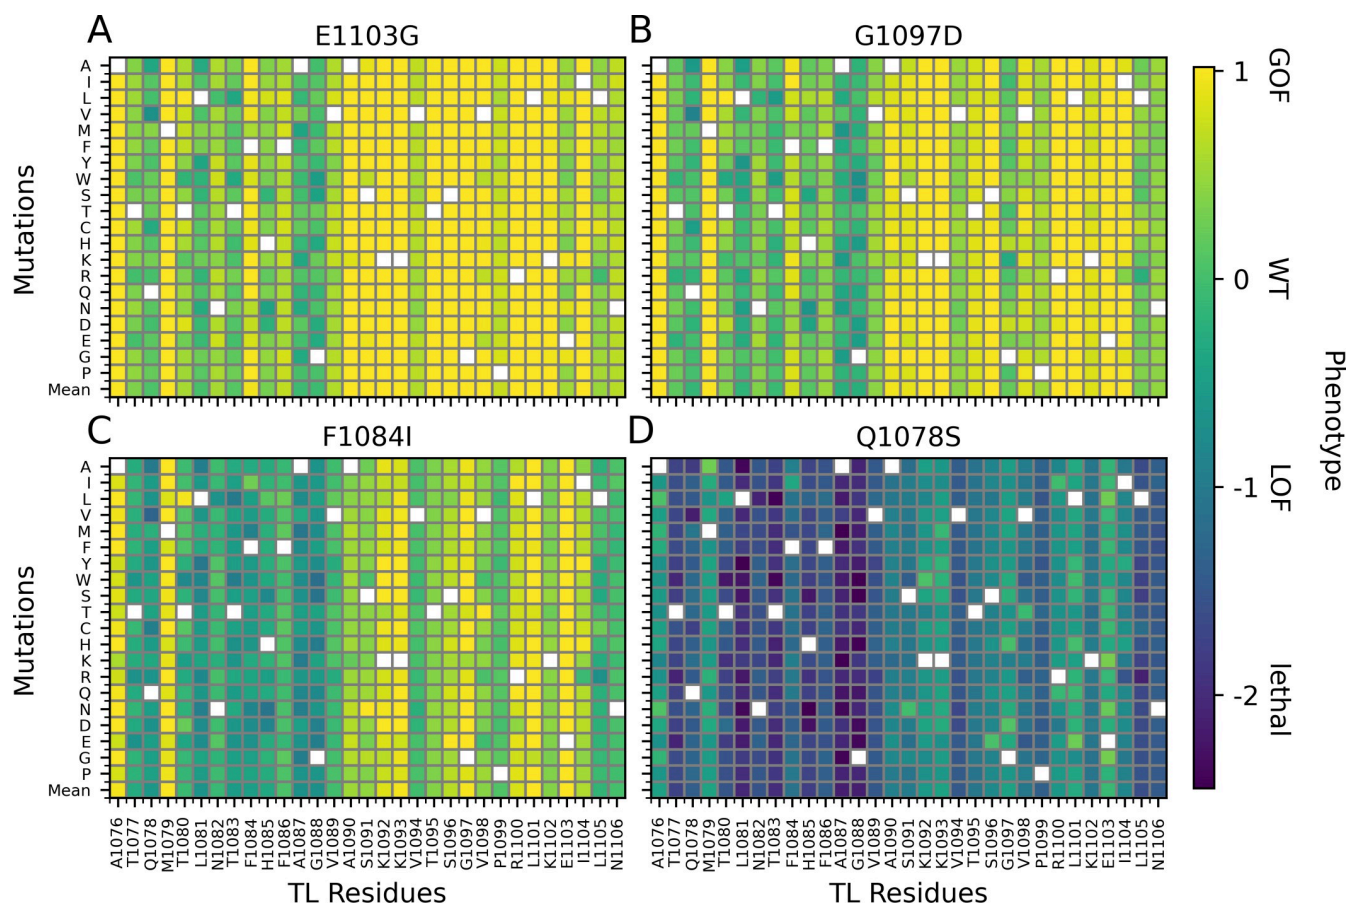 A
E1103G
B
G1097D
A
I
L
V
M
F
Y
W
S
T
C
H
K
R
Q
N
D
E
G
P
Mean
Mutations
1
0
-1
-2
GOF
WT
LOF
lethal
Phenotype
C
F1084I
D
Q1078S
A
I
L
V
M
F
Y
W
S
T
C
H
K
R
Q
N
D
E
G
P
Mean
Mutations
A1076
T1077
Q1078
M1079
T1080
L1081
N1082
T1083
F1084
H1085
F1086
A1087
G1088
V1089
A1090
S1091
K1092
K1093
V1094
T1095
S1096
G1097
V1098
P1099
R1100
L1101
K1102
E1103
I1104
L1105
N1106
A1076
T1077
Q1078
M1079
T1080
L1081
N1082
T1083
F1084
H1085
F1086
A1087
G1088
V1089
A1090
S1091
K1092
K1093
V1094
T1095
S1096
G1097
V1098
P1099
R1100
L1101
K1102
E1103
I1104
L1105
N1106
TL Residues
TL Residues